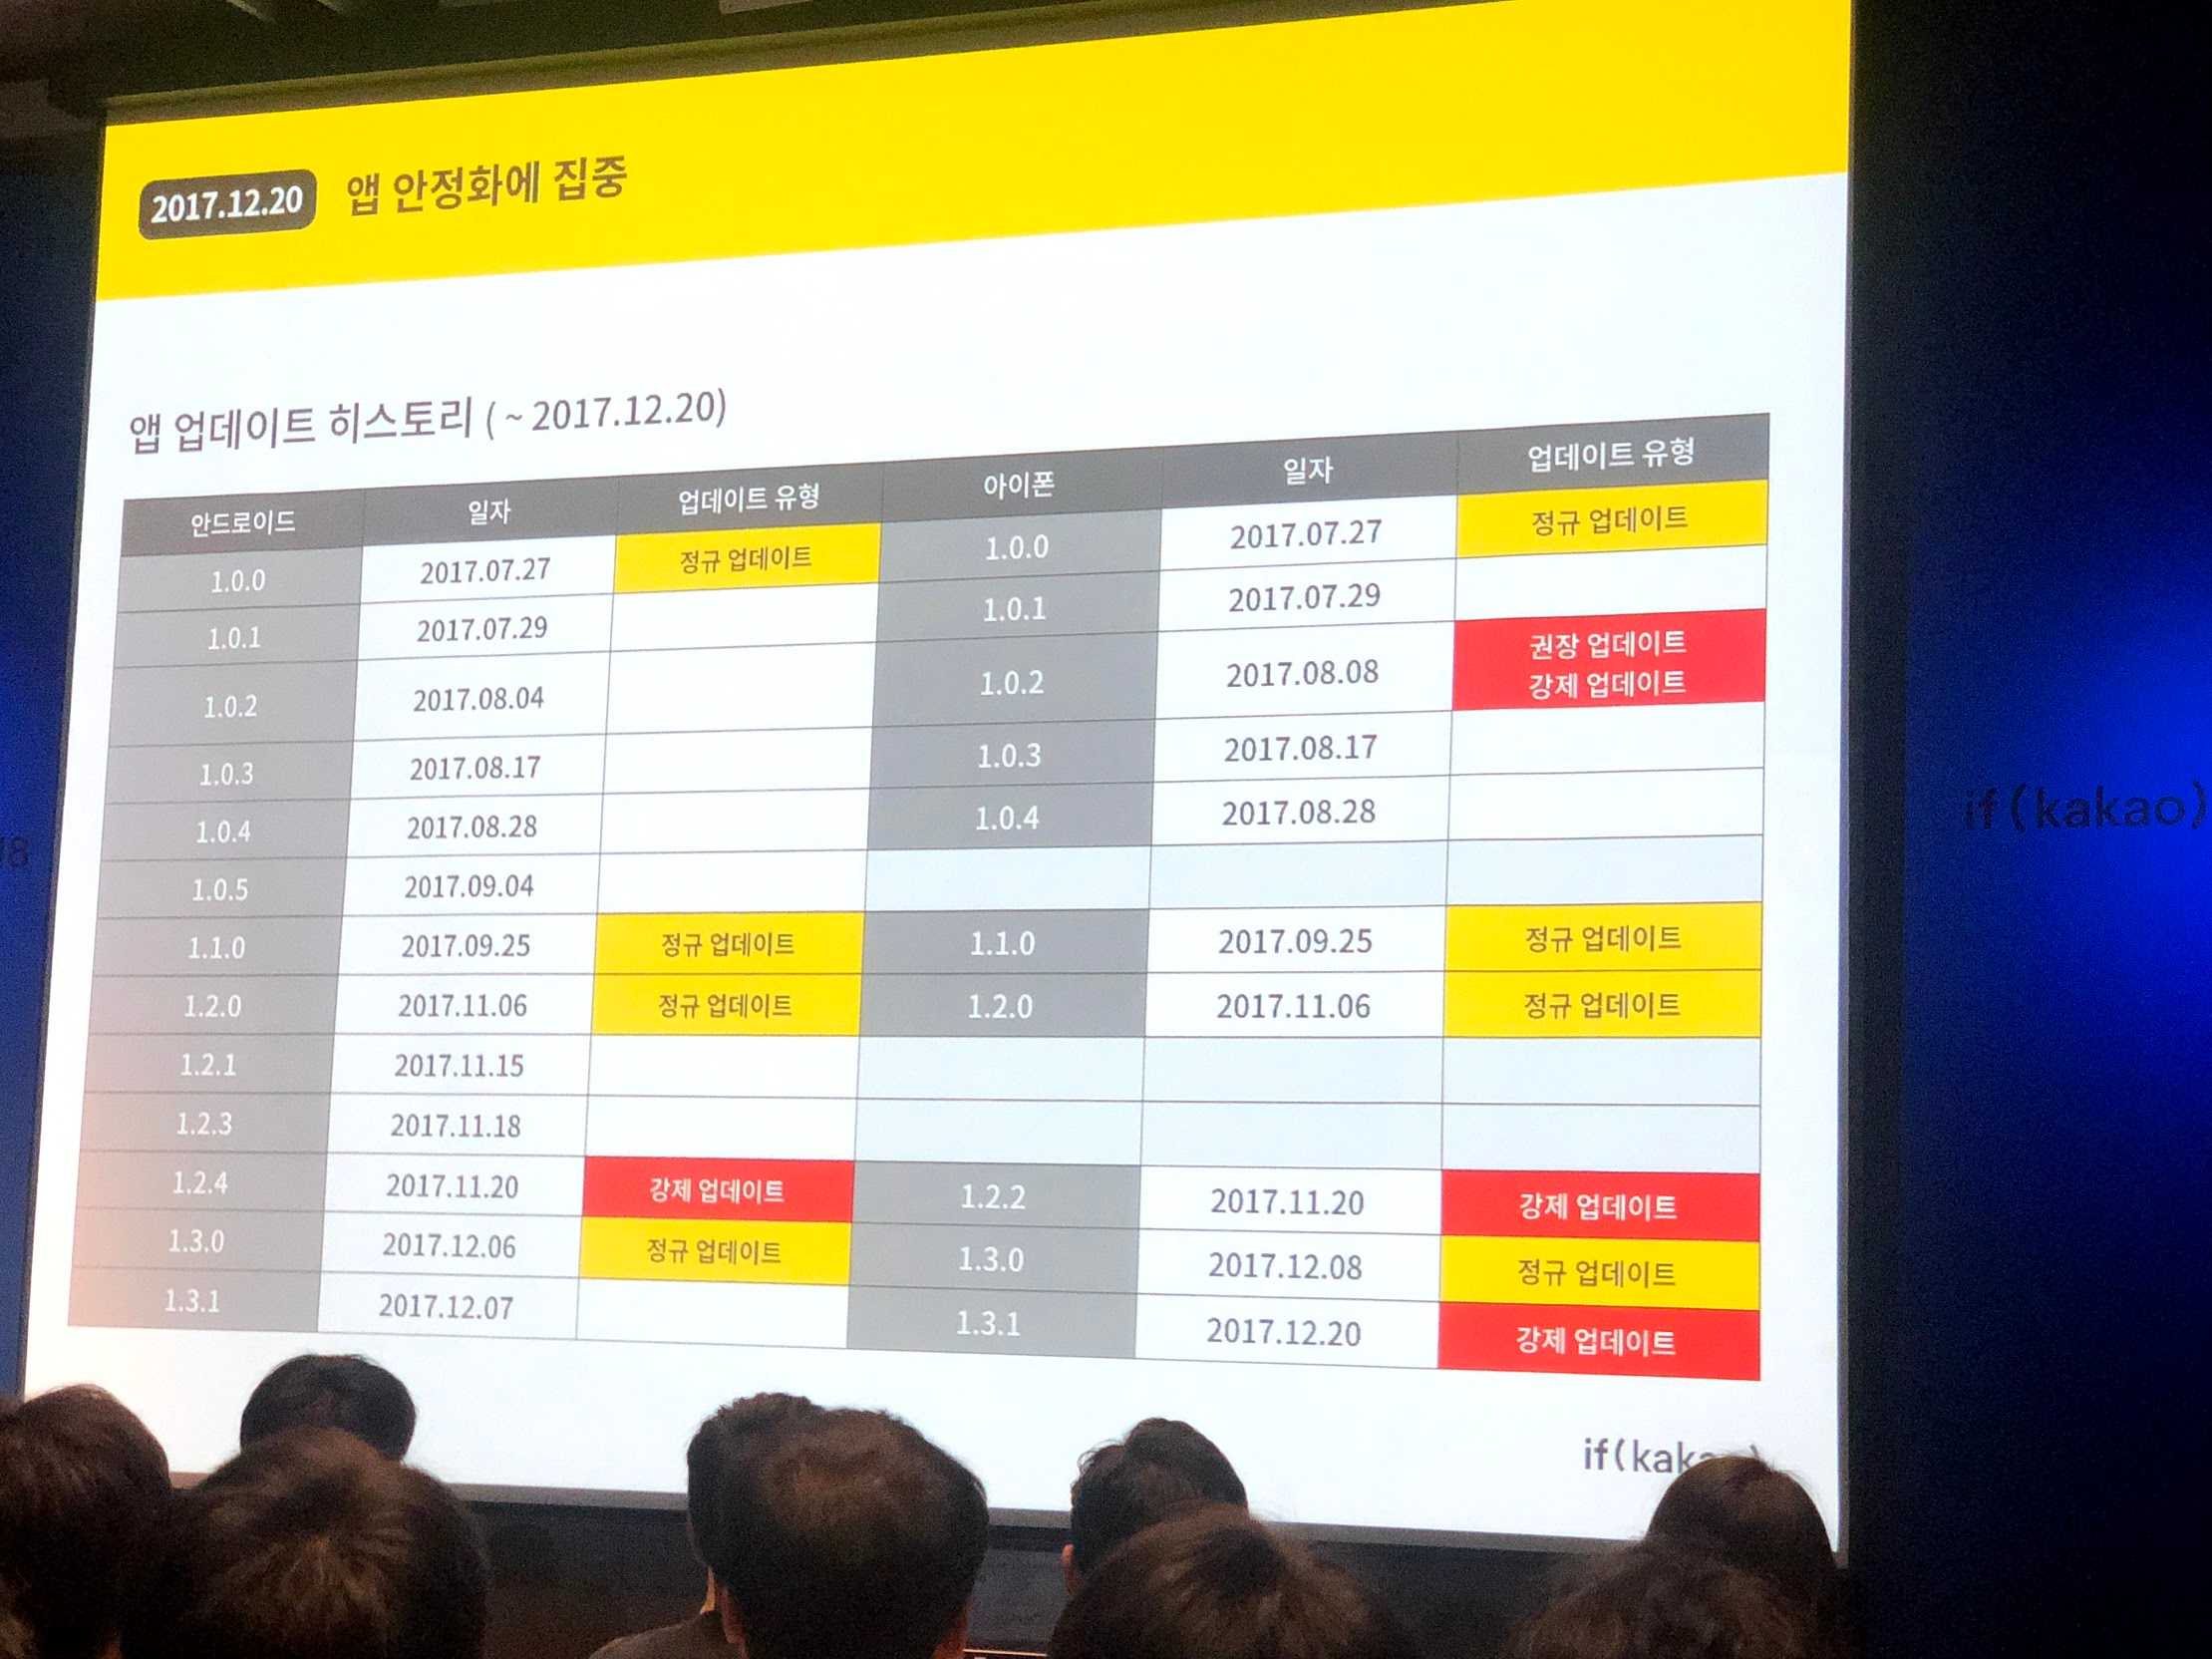 2017.12.20 앱 안정화에 집중
앱 업데이트 히스토리 ( ~ 2017.12.20)
안드로이드 일자 업데이트 유형 아이폰 일자 업데이트 유형
1.0.0 2017.07.27 정규 업데이트 1.0.0 2017.07.27 정규 업데이트
1.0.1 2017.07.29 1.0.1 2017.07.29
1.0.2 2017.08.04 1.0.2 2017.08.08 권장 업데이트
강제 업데이트
1.0.3 2017.08.17 1.0.3 2017.08.17
1.0.4 2017.08.28 1.0.4 2017.08.28
1.0.5 2017.09.04
1.1.0 2017.09.25 정규 업데이트 1.1.0 2017.09.25 정규 업데이트
1.2.0 2017.11.06 정규 업데이트 1.2.0 2017.11.06 정규 업데이트
1.2.1 2017.11.15
1.2.3 2017.11.18
1.2.4 2017.11.20 강제 업데이트 1.2.2 2017.11.20 강제 업데이트
1.3.0 2017.12.06 정규 업데이트 1.3.0 2017.12.08 정규 업데이트
1.3.1 2017.12.07 1.3.1 2017.12.20 강제 업데이트
if(kakao)